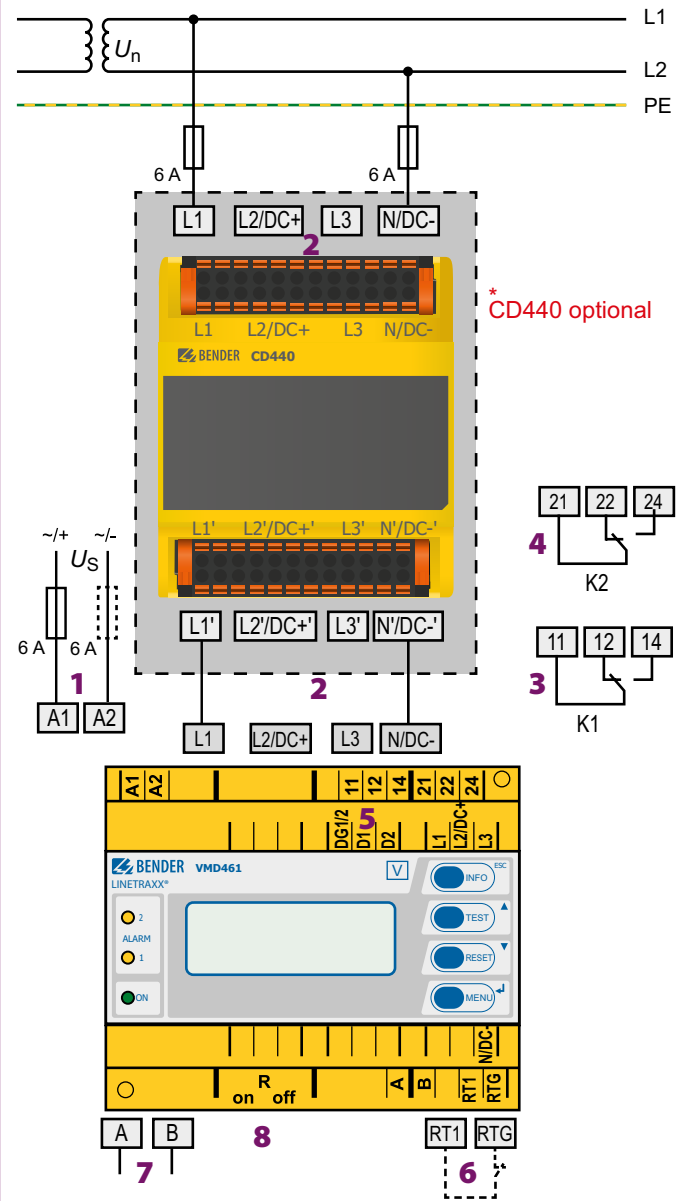 L1
Un
L2
PE
6 A
6 A
L1 L2/DC+ L3 N/DC-
2
*
CD440 optional
L1 L2/DC+ L3 N/DC-
BENDER CD440
21 22 24
4
K2
L1' L2'/DC+' L3' N'/DC-'
~/+ ~/-
US
6 A 6 A
L1' L2'/DC+' L3' N'/DC-'
11 12 14
3
K1
1
2
A1 A2
L1 L2/DC+ L3 N/DC-
A1 A2 11 12 14 21 22 24
5
DG1/2 D1 D2 L1 L2/DC+ L3
BENDER VMD461
LINETRAXX®
V
INFO ESC
2
ALARM
1
ON
TEST ▲
RESET ▼
MENU ↵
N/DC-
R
on off
A B RT1 RTG
A B
8
RT1 RTG
7
6